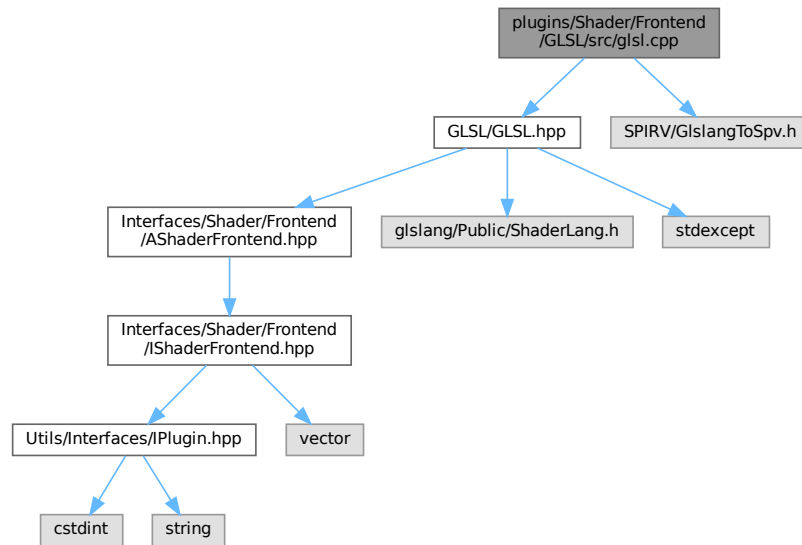 plugins/Shader/Frontend
/GLSL/src/glsl.cpp
GLSL/GLSL.hpp
SPIRV/GlslangToSpv.h
Interfaces/Shader/Frontend
/AShaderFrontend.hpp
glslang/Public/ShaderLang.h
stdexcept
Interfaces/Shader/Frontend
/IShaderFrontend.hpp
Utils/Interfaces/IPlugin.hpp
vector
cstdint
string